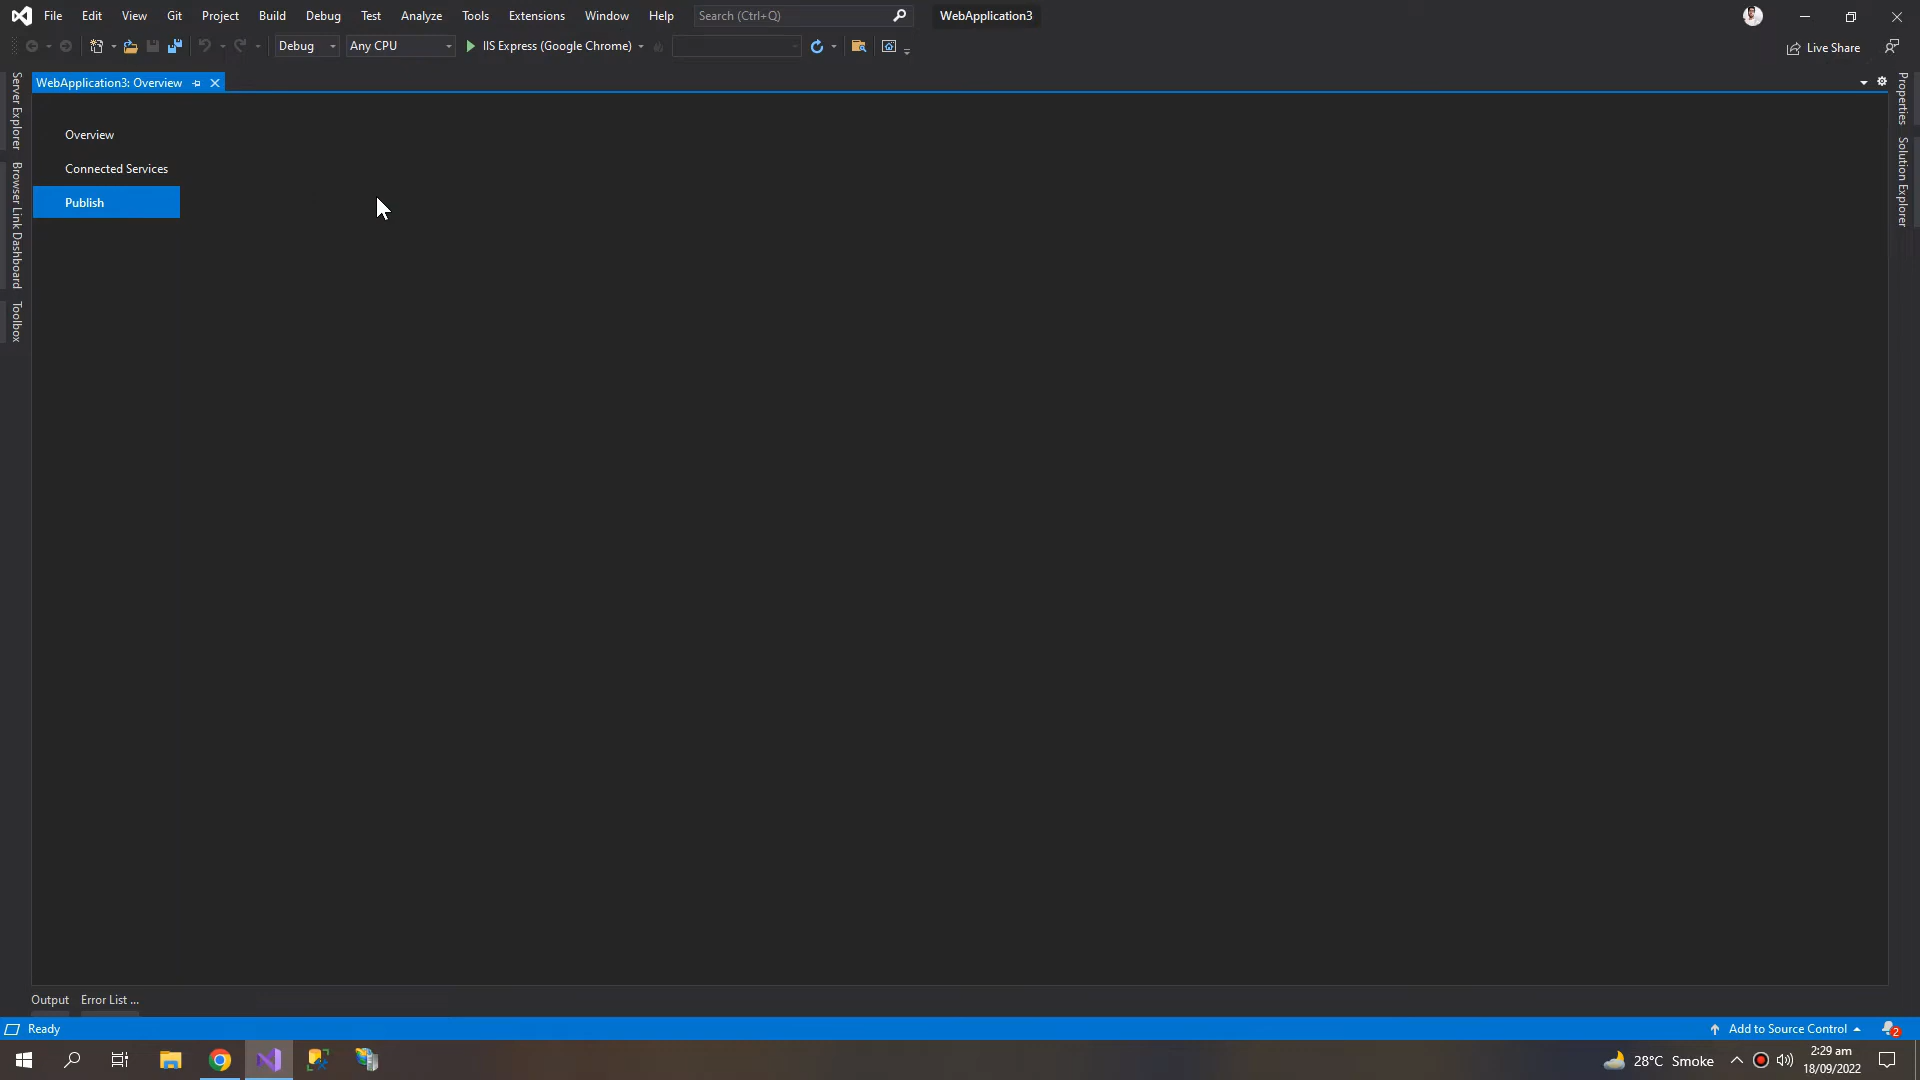 File Edit View Git Project Build Debug Test Analyze Tools Extensions Window Help Search (Ctrl+Q) WebApplication3
Debug Any CPU IIS Express (Google Chrome) Live Share
WebApplication3: Overview
Server Explorer
Browser Link Dashboard
Toolbox
Overview
Connected Services
Publish
Properties
Solution Explorer
Output Error List ...
Ready Add to Source Control 2
28°C Smoke 2:29 am
18/09/2022